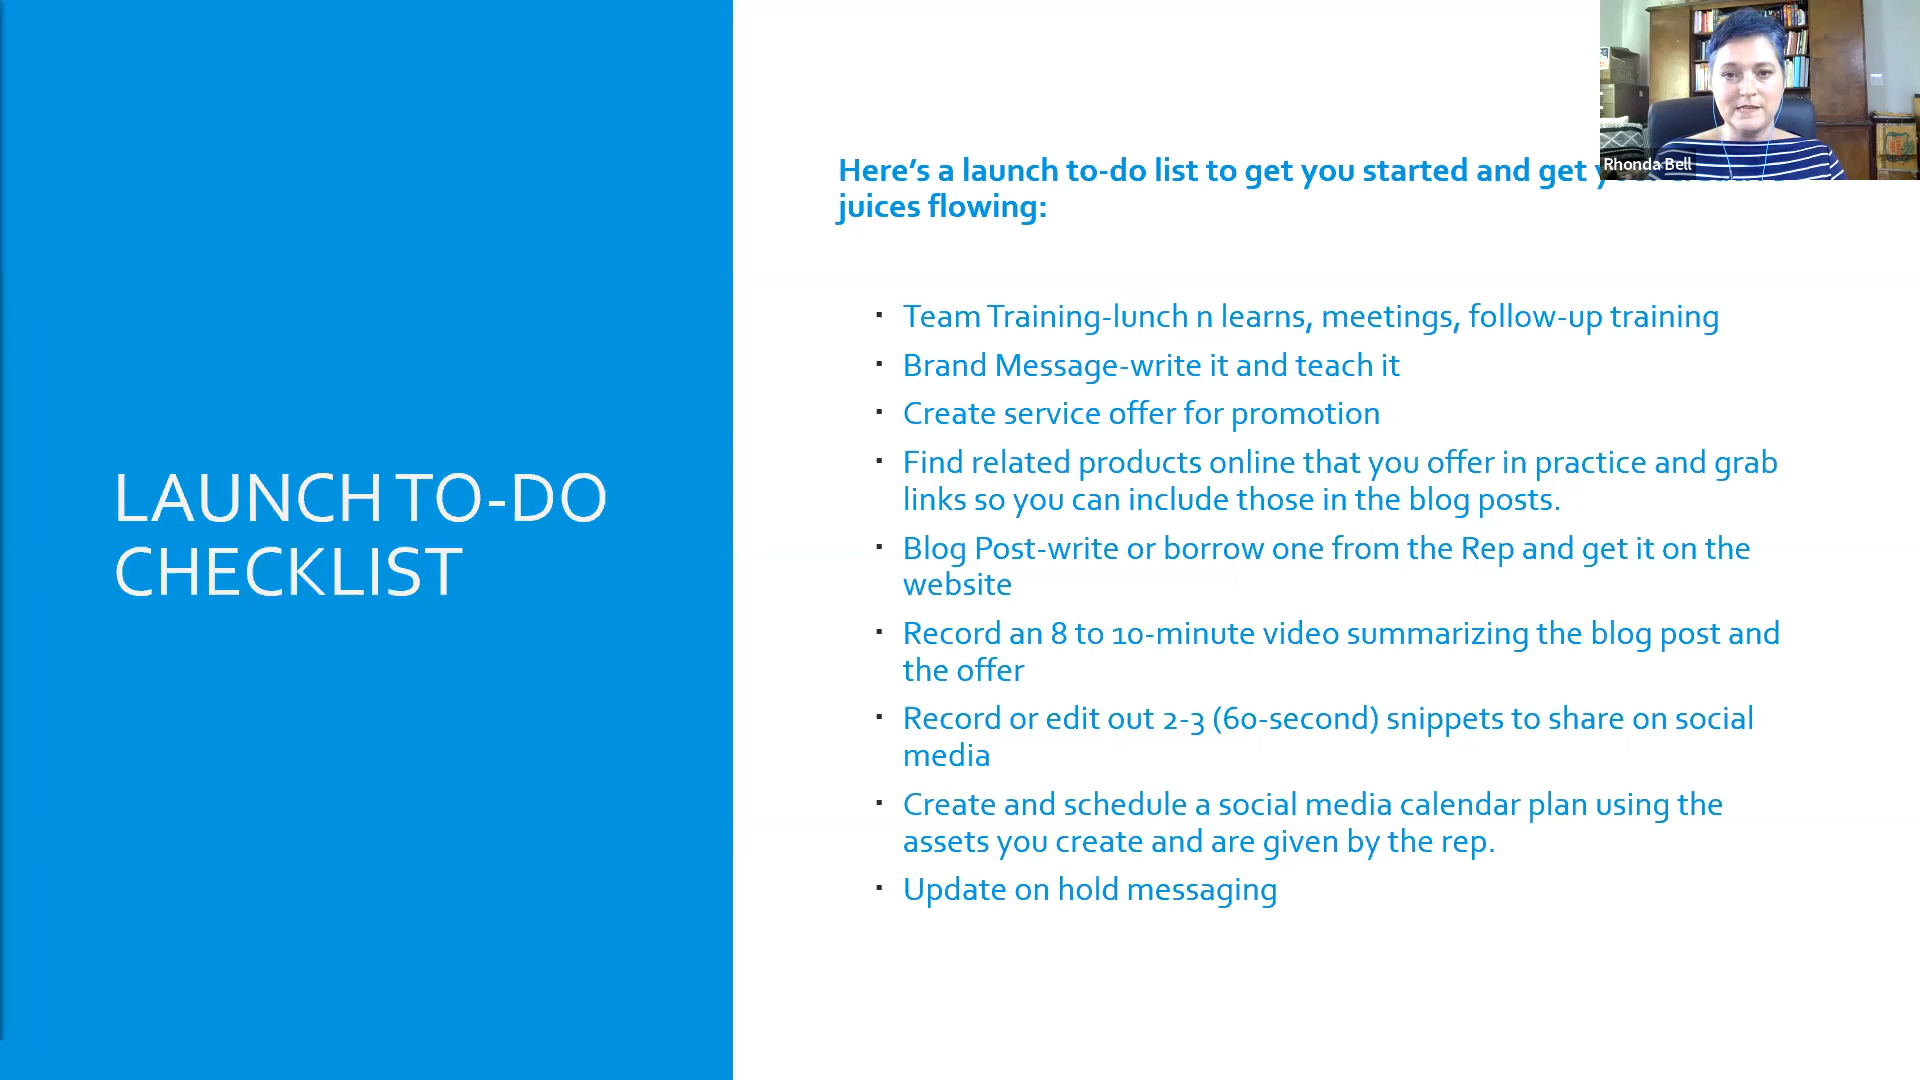 Rhonda Bell
Here's a launch to-do list to get you started and get
juices flowing:
LAUNCH TO-DO
CHECKLIST
Team Training-lunch n learns, meetings, follow-up training
Brand Message-write it and teach it
Create service offer for promotion
Find related products online that you offer in practice and grab
links so you can include those in the blog posts.
Blog Post-write or borrow one from the Rep and get it on the
website
Record an 8 to 10-minute video summarizing the blog post and
the offer
Record or edit out 2-3 (60-second) snippets to share on social
media
Create and schedule a social media calendar plan using the
assets you create and are given by the rep.
Update on hold messaging